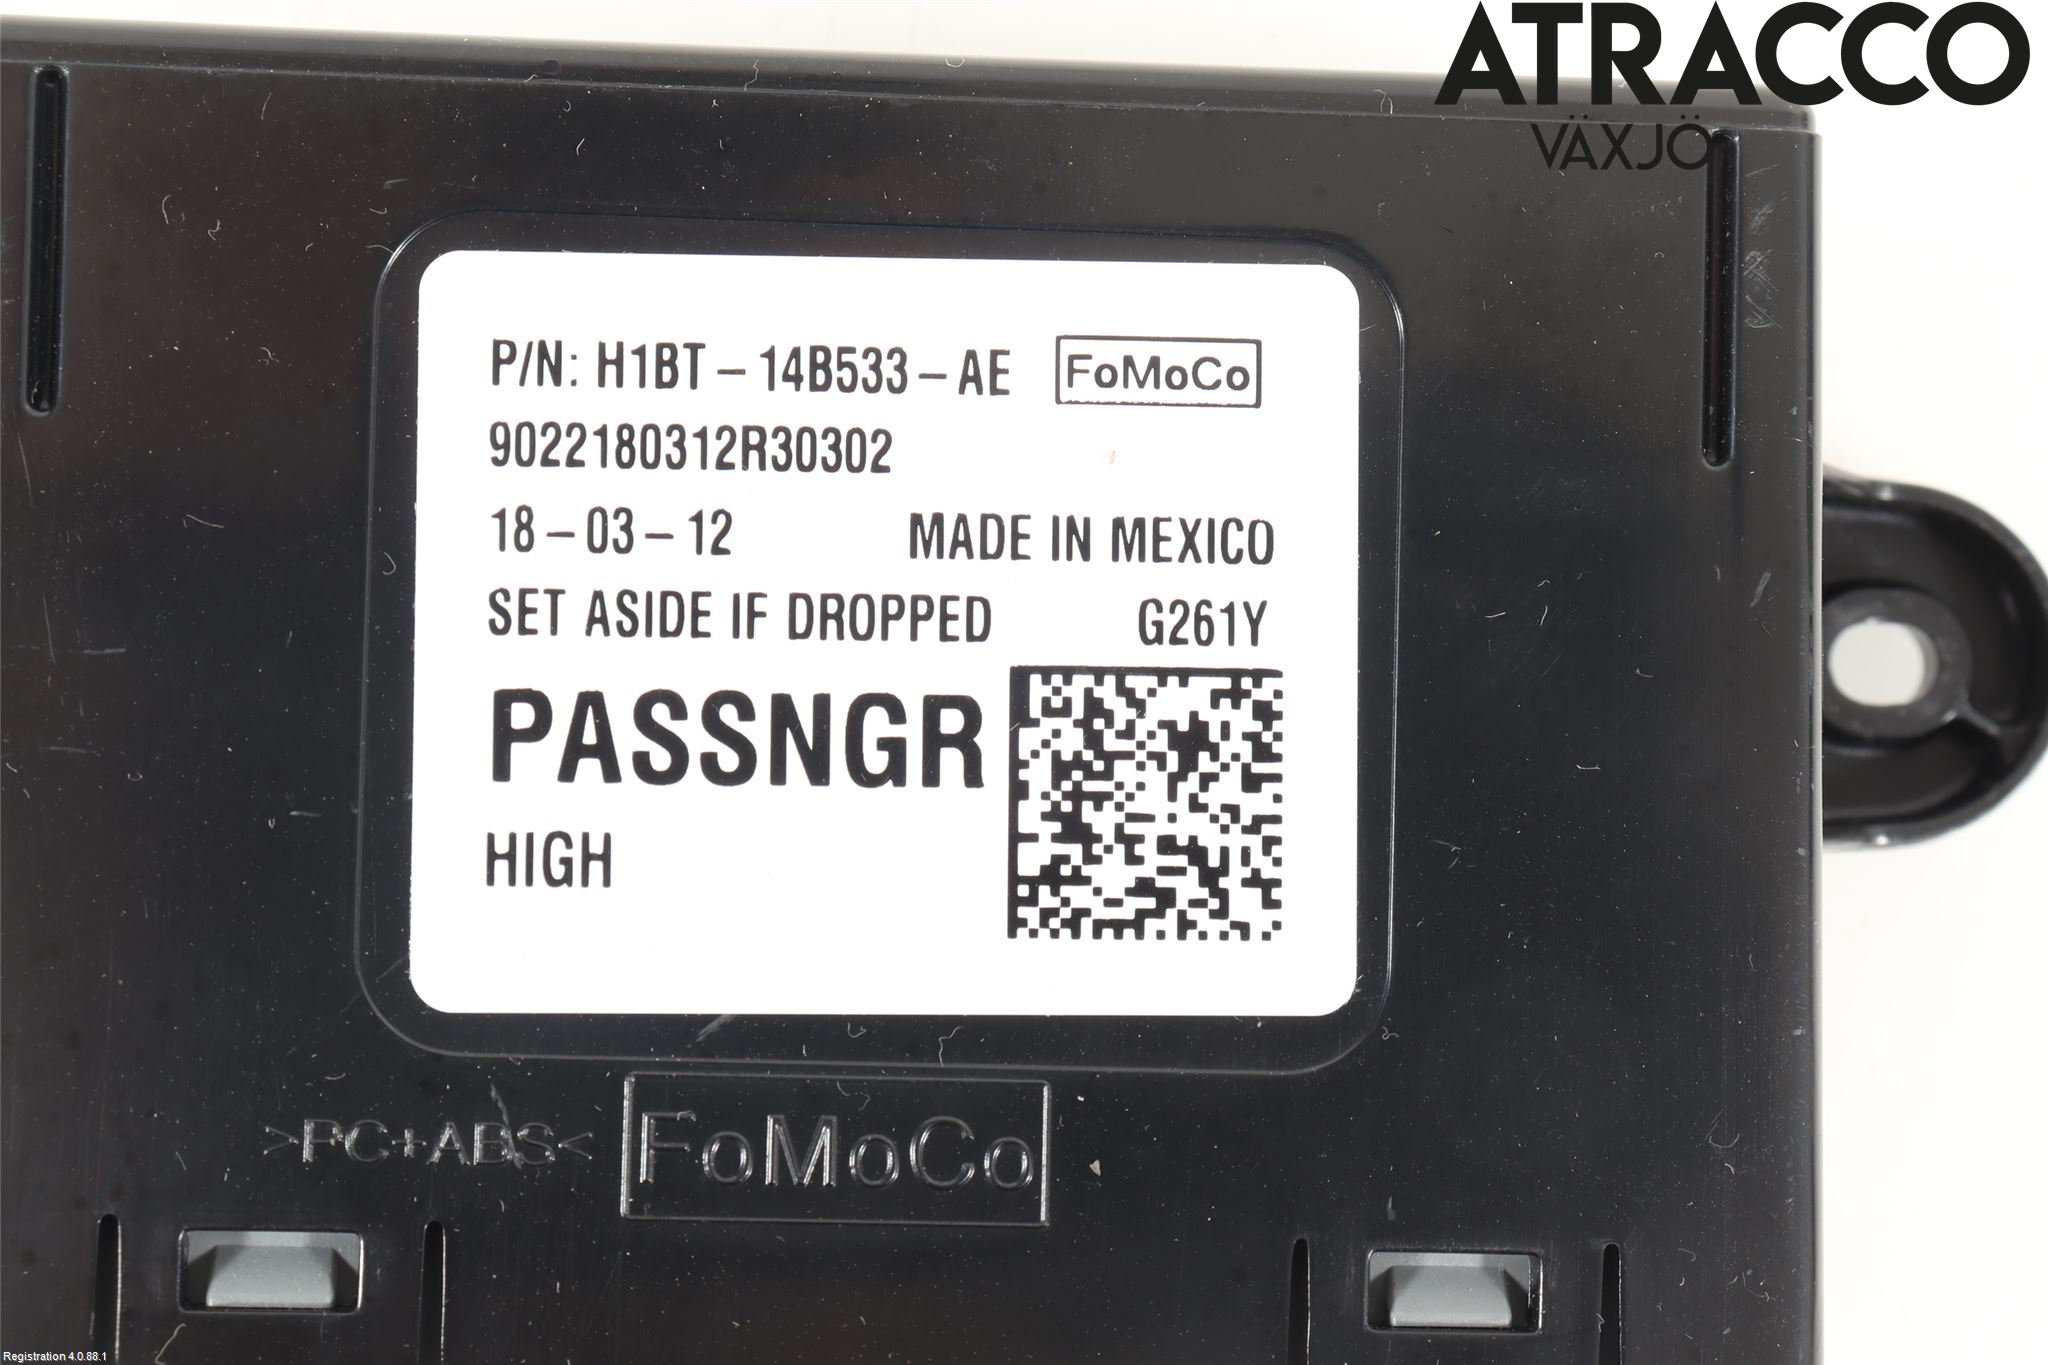 ATRACCO
VÄXJÖ
P/N: H1BT-14B533-AE FoMoCo
9022180312R30302
18-03-12 MADE IN MEXICO
SET ASIDE IF DROPPED G261Y
PASSNGR
HIGH
>PC+ABS< FoMoCo
Registration 4.0.88.1